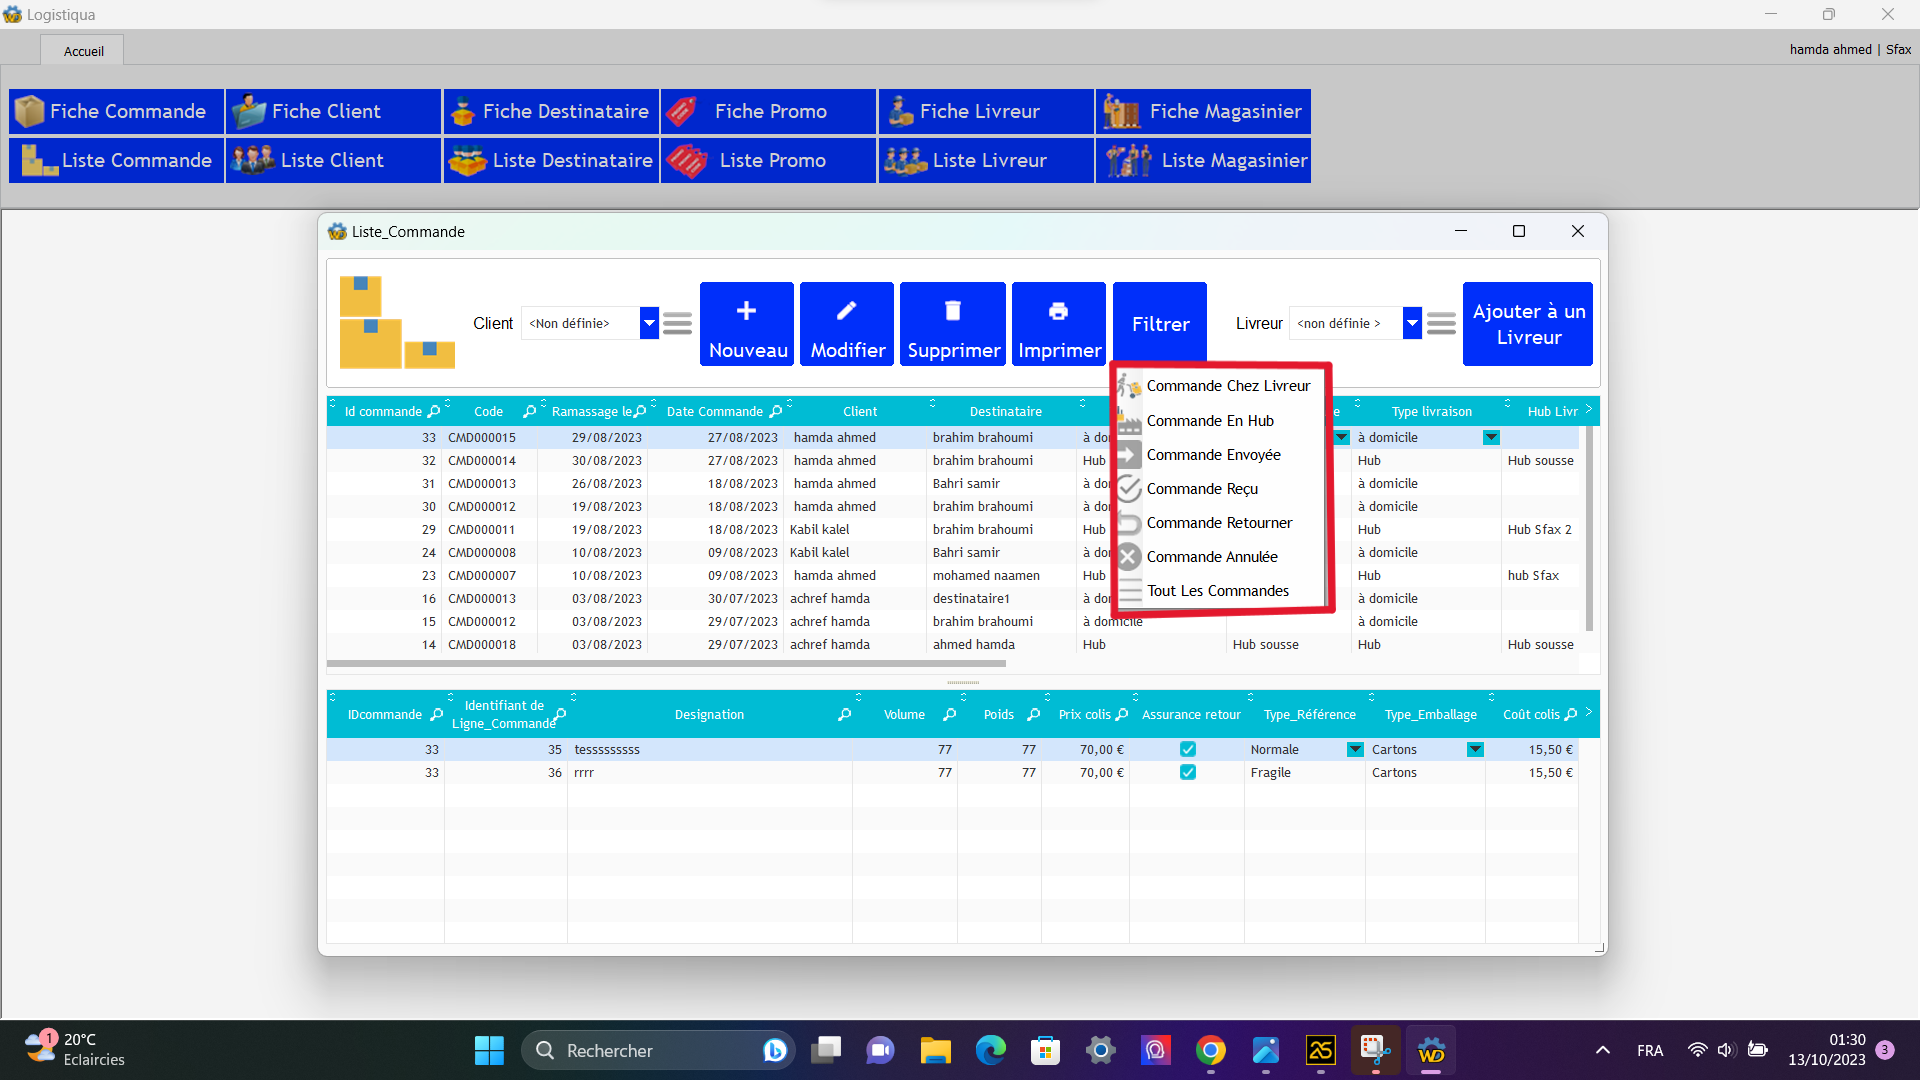 Logistiqua
Accueil
hamda ahmed | Sfax
Fiche Commande Fiche Client Fiche Destinataire Fiche Promo Fiche Livreur Fiche Magasinier
Liste Commande Liste Client Liste Destinataire Liste Promo Liste Livreur Liste Magasinier
Liste_Commande
Client <Non définie> Nouveau Modifier Supprimer Imprimer Filtrer Livreur <non définie > Ajouter à un
Livreur
Commande Chez Livreur
Commande En Hub
Commande Envoyée
Commande Reçu
Commande Retourner
Commande Annulée
Tout Les Commandes
Id commande Code Ramassage le Date Commande Client Destinataire e Type livraison Hub Livr
33 CMD000015 29/08/2023 27/08/2023 hamda ahmed brahim brahoumi à do à domicile
32 CMD000014 30/08/2023 27/08/2023 hamda ahmed brahim brahoumi Hub Hub Hub sousse
31 CMD000013 26/08/2023 18/08/2023 hamda ahmed Bahri samir à do à domicile
30 CMD000012 19/08/2023 18/08/2023 hamda ahmed brahim brahoumi à do à domicile
29 CMD000011 19/08/2023 18/08/2023 Kabil kalel brahim brahoumi Hub Hub Hub Sfax 2
24 CMD000008 10/08/2023 09/08/2023 Kabil kalel Bahri samir à do à domicile
23 CMD000007 10/08/2023 09/08/2023 hamda ahmed mohamed naamen Hub Hub hub Sfax
16 CMD000013 03/08/2023 30/07/2023 achref hamda destinataire1 à do à domicile
15 CMD000012 03/08/2023 29/07/2023 achref hamda brahim brahoumi à domicile à domicile
14 CMD000018 03/08/2023 29/07/2023 achref hamda ahmed hamda Hub Hub sousse Hub Hub sousse
IDcommande Identifiant de Ligne_Commande Designation Volume Poids Prix colis Assurance retour Type_Référence Type_Emballage Coût colis
33 35 tesssssssss 77 77 70,00 € Normale Cartons 15,50 €
33 36 rrrr 77 77 70,00 € Fragile Cartons 15,50 €
1 20°C
Eclaircies
Rechercher
FRA
01:30
13/10/2023
3